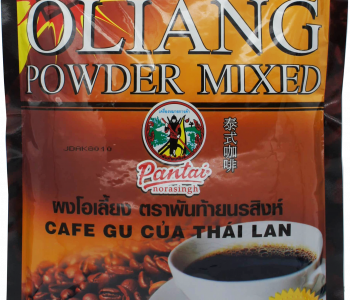 OLIANG
POWDER MIXED
泰式咖啡
Pantai
norasingh
ผงโอเลี้ยง ตราพันท้ายนรสิงห์
CAFE GU CỦA THÁI LAN